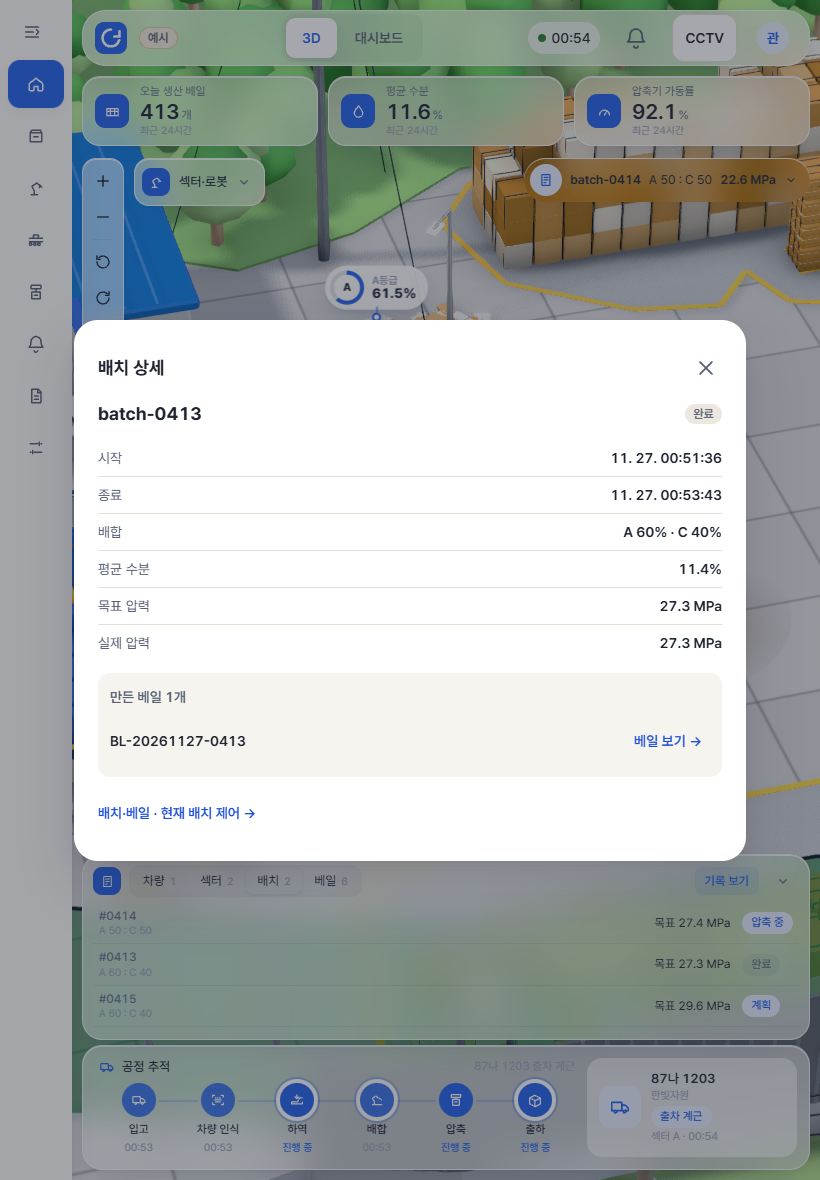 예시
3D
대시보드
00:54
CCTV
관
오늘 생산 베일
413개
최근 24시간
평균 수분
11.6%
최근 24시간
압축기 가동률
92.1%
최근 24시간
섹터·로봇
batch-0414 A 50 : C 50 22.6 MPa
A
A등급
61.5%
배치 상세
batch-0413
완료
시작
11. 27. 00:51:36
종료
11. 27. 00:53:43
배합
A 60% · C 40%
평균 수분
11.4%
목표 압력
27.3 MPa
실제 압력
27.3 MPa
만든 베일 1개
BL-20261127-0413
베일 보기 →
배치·베일 · 현재 배치 제어 →
차량 1
섹터 2
배치 2
베일 6
기록 보기
#0414
A 50 : C 50
목표 27.4 MPa
압축 중
#0413
A 60 : C 40
목표 27.3 MPa
완료
#0415
A 60 : C 40
목표 29.6 MPa
계획
공정 추적
87나 1203 출차 계근
입고
00:53
차량 인식
00:53
하역
진행 중
배합
00:53
압축
진행 중
출하
진행 중
87나 1203
한빛자원
출차 계근
섹터 A · 00:54